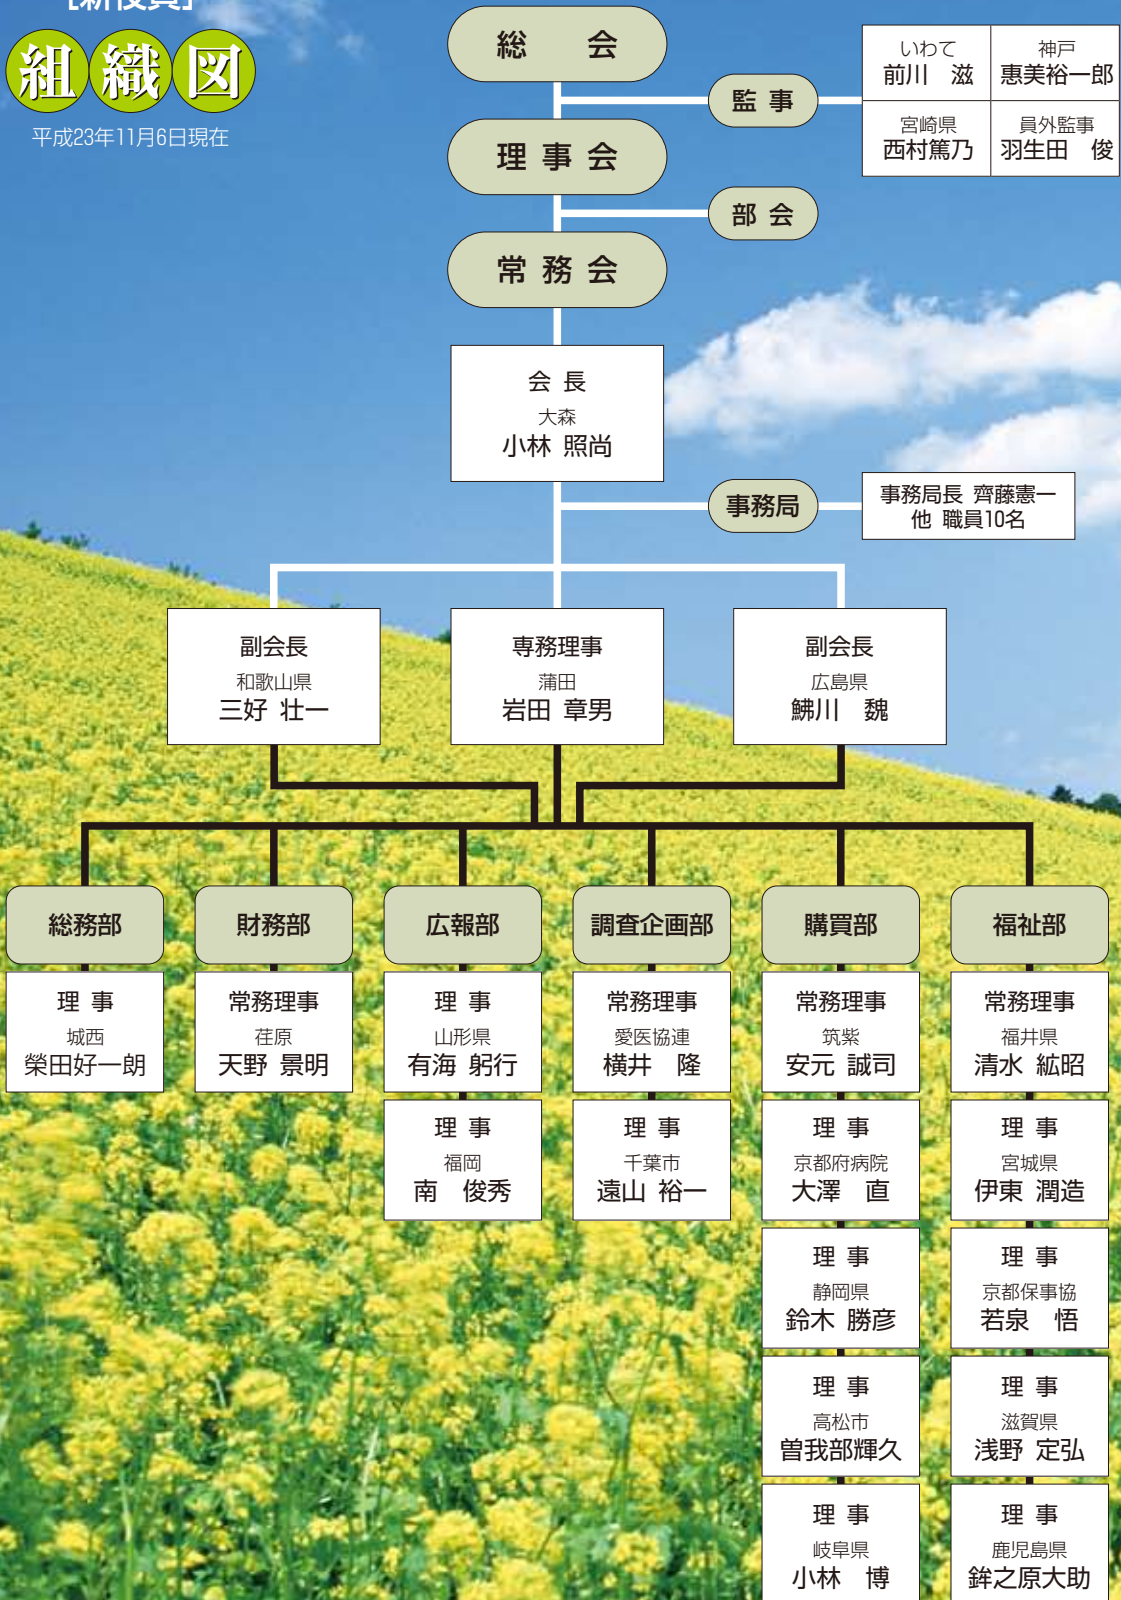 [新役員]
組織図
平成23年11月6日現在
総　会
監 事
いわて
前川　滋
神戸
惠美裕一郎
宮崎県
西村篤乃
員外監事
羽生田　俊
理 事 会
部 会
常 務 会
会 長
大森
小林 照尚
事務局
事務局長 齊藤憲一
他 職員10名
副会長
和歌山県
三好 壮一
専務理事
蒲田
岩田 章男
副会長
広島県
鮄川　魏
総務部
理 事
城西
榮田好一朗
財務部
常務理事
荏原
天野 景明
広報部
理 事
山形県
有海 躬行
理 事
福岡
南　俊秀
調査企画部
常務理事
愛医協連
横井　隆
理 事
千葉市
遠山 裕一
購買部
常務理事
筑紫
安元 誠司
理 事
京都府病院
大澤　直
理 事
静岡県
鈴木 勝彦
理 事
高松市
曽我部輝久
理 事
岐阜県
小林　博
福祉部
常務理事
福井県
清水 紘昭
理 事
宮城県
伊東 潤造
理 事
京都保事協
若泉　悟
理 事
滋賀県
浅野 定弘
理 事
鹿児島県
鉾之原大助